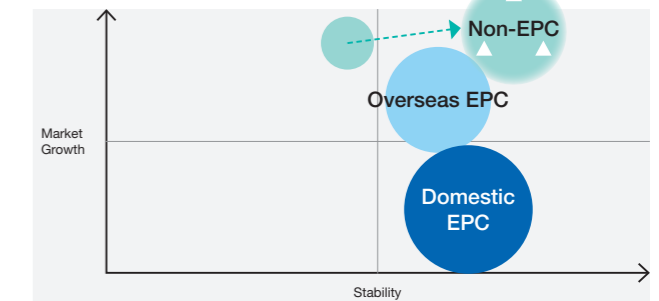 Non-EPC
Overseas EPC
Market
Growth
Domestic
EPC
Stability